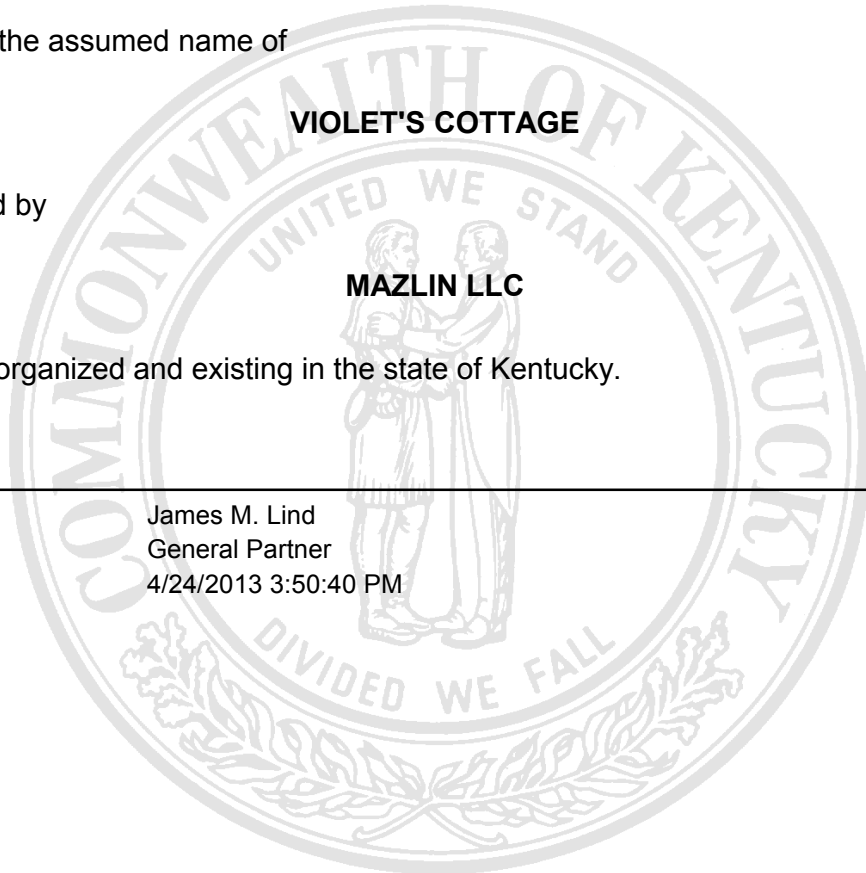 the assumed name of
VIOLET'S COTTAGE
d by
MAZLIN LLC
organized and existing in the state of Kentucky.
James M. Lind
General Partner
4/24/2013 3:50:40 PM
COMMONWEALTH OF KENTUCKY
UNITED WE STAND
DIVIDED WE FALL